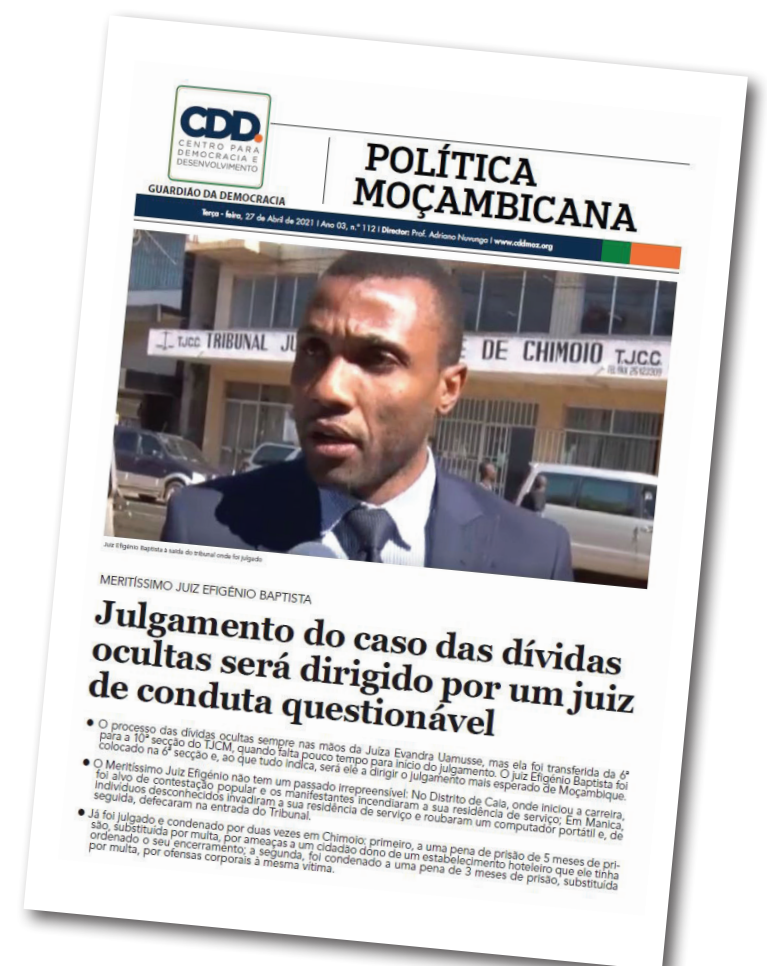 CDD.
CENTRO PARA
DEMOCRACIA E
DESENVOLVIMENTO
GUARDIÃO DA DEMOCRACIA
POLÍTICA
MOÇAMBICANA
Terça - feira, 27 de Abril de 2021 I Ano 03, n.º 112 I Director: Prof. Adriano Nuvunga I www.cddmoz.org
T.J.C.C. TRIBUNAL JU E DE CHIMOIO T.J.C.C.
Juiz Efigénio Baptista à saída do tribunal onde foi julgado
MERITÍSSIMO JUIZ EFIGÉNIO BAPTISTA
Julgamento do caso das dívidas
ocultas será dirigido por um juiz
de conduta questionável
● O processo das dívidas ocultas sempre nas mãos da Juíza Evandra Uamusse, mas ela foi transferida da 6ª
para a 10ª secção do TJCM, quando falta pouco tempo para início do julgamento. O juiz Efigénio Baptista foi
colocado na 6ª secção e, ao que tudo indica, será ele a dirigir o julgamento mais esperado de Moçambique.
● O Meritíssimo Juiz Efigénio não tem um passado irrepreensível: No Distrito de Caia, onde iniciou a carreira,
foi alvo de contestação popular e os manifestantes incendiaram a sua residência de serviço; Em Manica,
indivíduos desconhecidos invadiram a sua residência de serviço e roubaram um computador portátil e, de
seguida, defecaram na entrada do Tribunal.
● Já foi julgado e condenado por duas vezes em Chimoio: primeiro, a uma pena de prisão de 5 meses de pri-
são, substituída por multa, por ameaças a um cidadão dono de um estabelecimento hoteleiro que ele tinha
ordenado o seu encerramento; a segunda, foi condenado a uma pena de 3 meses de prisão, substituída
por multa, por ofensas corporais à mesma vítima.